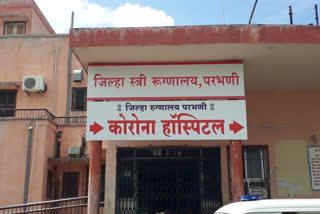 जिल्हा स्त्री रूग्णालय, परभणी
जिल्हा रुग्णालय परभणी
कोरोना हॉस्पिटल